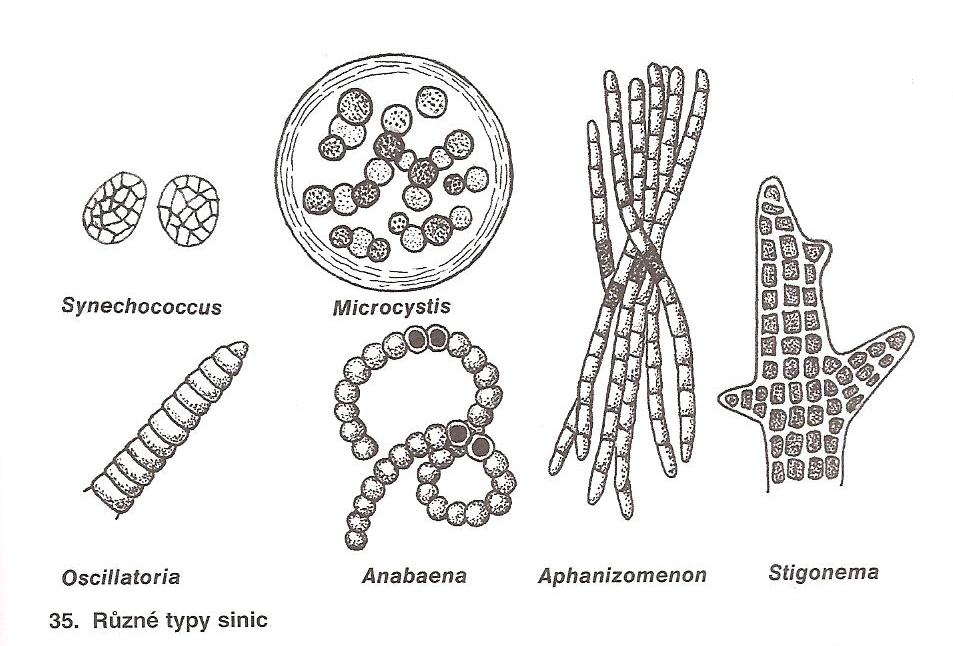 Synechococcus
Microcystis
Oscillatoria
Anabaena
Aphanizomenon
Stigonema
35. Různé typy sinic